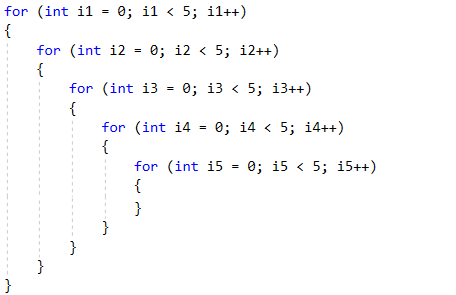 for (int i1 = 0; i1 < 5; i1++)
{
    for (int i2 = 0; i2 < 5; i2++)
    {
        for (int i3 = 0; i3 < 5; i3++)
        {
            for (int i4 = 0; i4 < 5; i4++)
            {
                for (int i5 = 0; i5 < 5; i5++)
                {
                }
            }
        }
    }
}